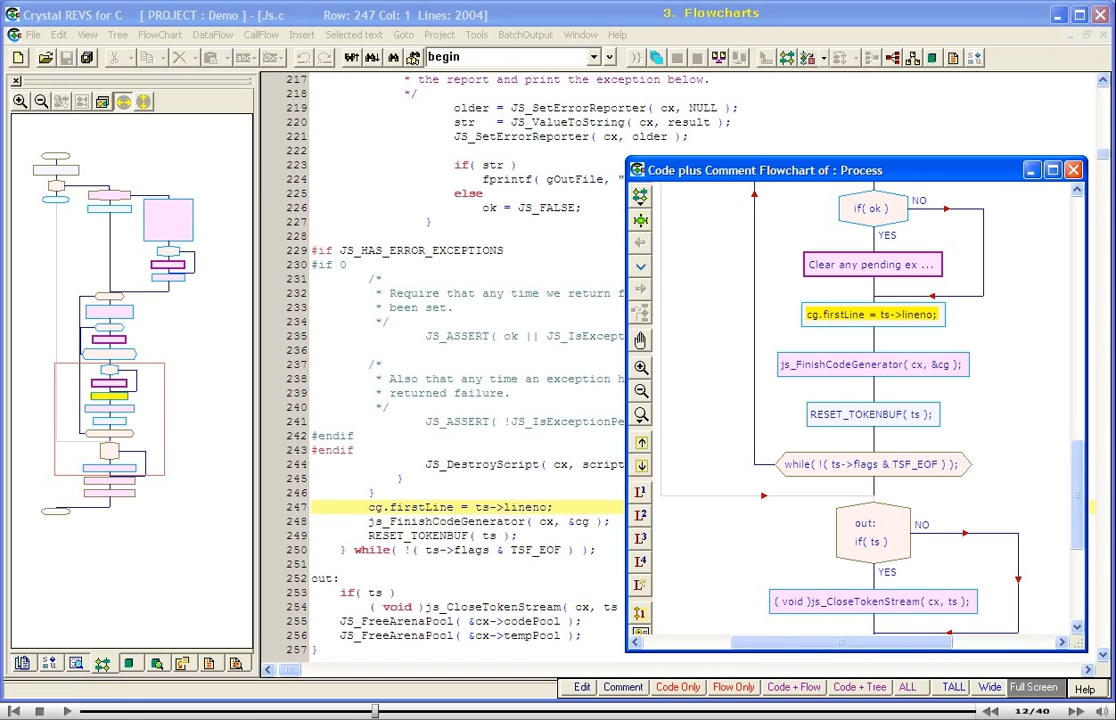 Crystal REVS for C [ PROJECT : Demo ] - [Js.c Row: 247 Col: 1 Lines: 2004] 3. Flowcharts
File Edit View Tree FlowChart DataFlow CallFlow Insert Selected text Goto Project Tools BatchOutput Window Help
begin
217 * the report and print the exception below.
218 */
219 older = JS_SetErrorReporter( cx, NULL );
220 str = JS_ValueToString( cx, result );
221 JS_SetErrorReporter( cx, older );
222
223 if( str )
224 fprintf( gOutFile, "
225 else
226 ok = JS_FALSE;
227 }
228
229 #if JS_HAS_ERROR_EXCEPTIONS
230 #if 0
231 /*
232 * Require that any time we return f
233 * been set.
234 */
235 JS_ASSERT( ok || JS_IsExcept
236
237 /*
238 * Also that any time an exception h
239 * returned failure.
240 */
241 JS_ASSERT( !JS_IsExceptionPe
242 #endif
243 #endif
244 JS_DestroyScript( cx, script
245 }
246 }
247 cg.firstLine = ts->lineno;
248 js_FinishCodeGenerator( cx, &cg );
249 RESET_TOKENBUF( ts );
250 } while( !( ts->flags & TSF_EOF ) );
251
252 out:
253 if( ts )
254 ( void )js_CloseTokenStream( cx, ts
255 JS_FreeArenaPool( &cx->codePool );
256 JS_FreeArenaPool( &cx->tempPool );
257 }
Code plus Comment Flowchart of : Process
if( ok )
NO
YES
Clear any pending ex ...
cg.firstLine = ts->lineno;
js_FinishCodeGenerator( cx, &cg );
RESET_TOKENBUF( ts );
while( !( ts->flags & TSF_EOF ) );
out:
if( ts )
NO
YES
( void )js_CloseTokenStream( cx, ts );
L1
L2
L3
L4
Edit Comment Code Only Flow Only Code + Flow Code + Tree ALL TALL Wide Full Screen Help
12/40